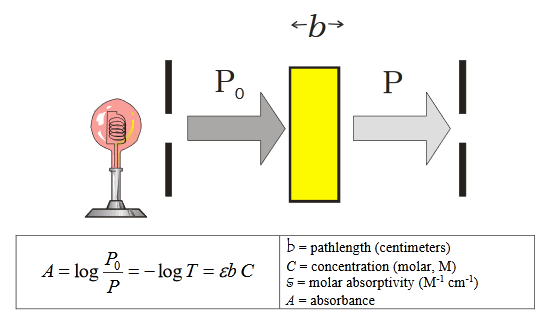 ←b→
P₀
P
A = log P₀/P = −log T = εb C
b = pathlength (centimeters)
C = concentration (molar, M)
ε = molar absorptivity (M⁻¹ cm⁻¹)
A = absorbance